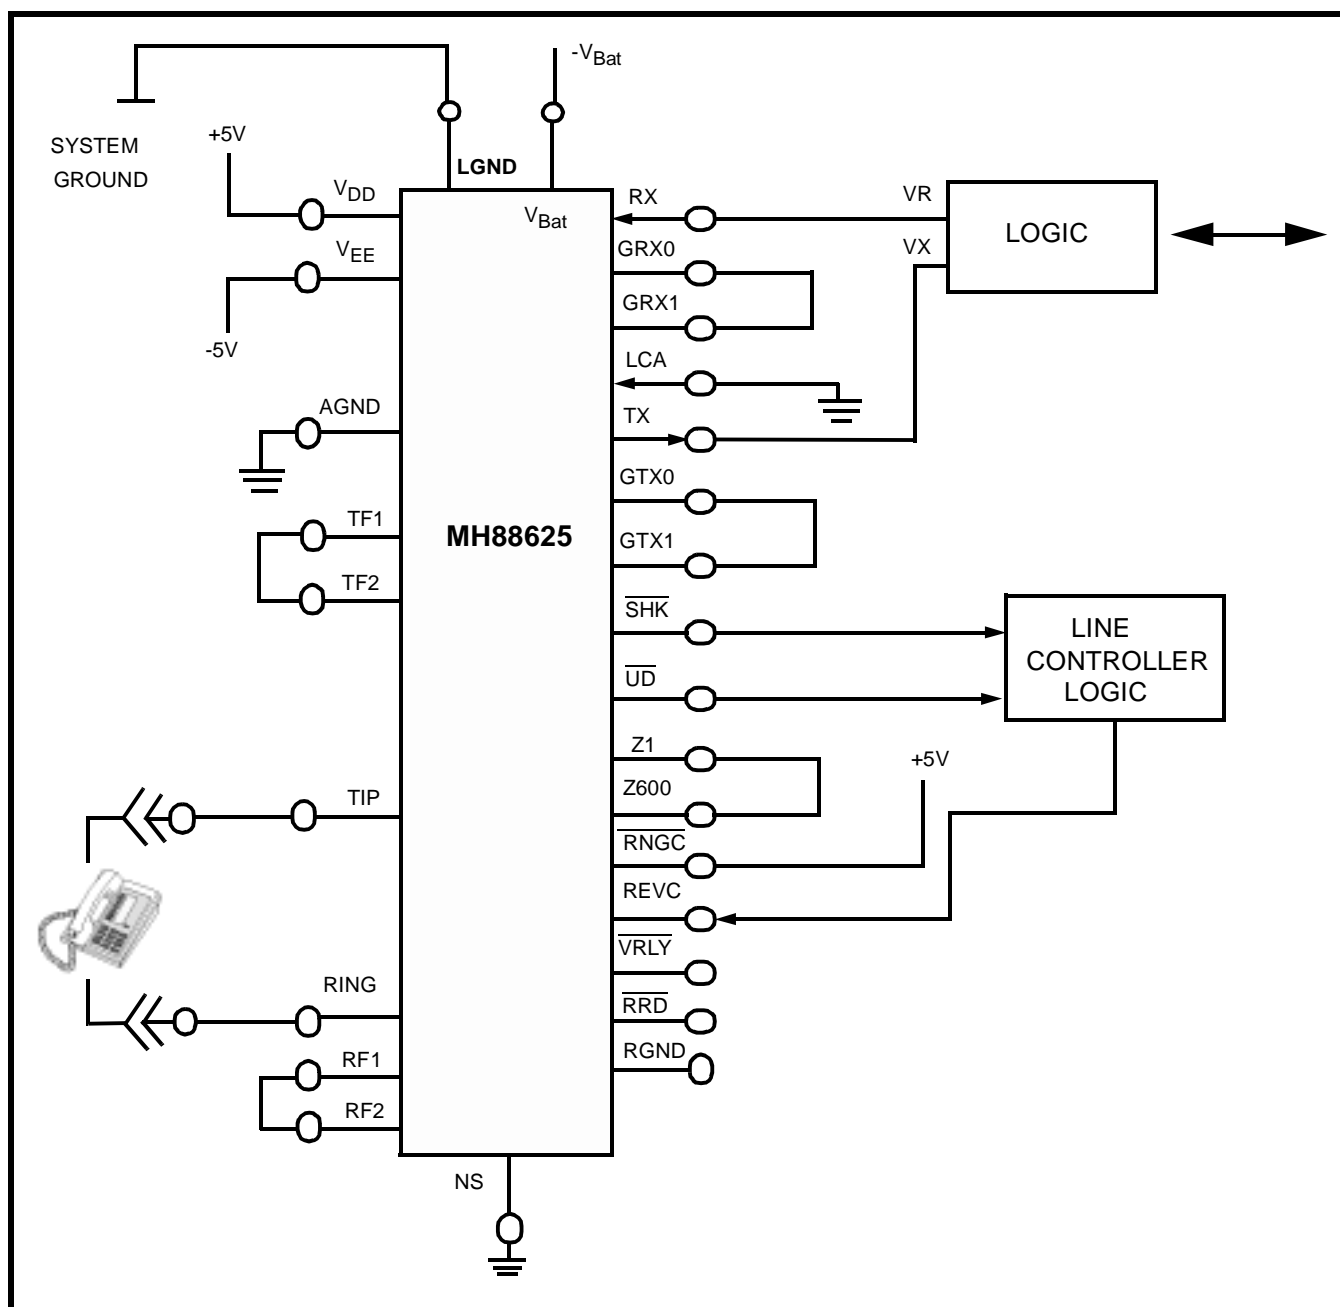 -VBat
SYSTEM
GROUND
+5V
LGND
VDD
VBat
RX
VR
LOGIC
VEE
GRX0
VX
GRX1
-5V
LCA
AGND
TX
GTX0
TF1
MH88625
GTX1
TF2
SHK
LINE
CONTROLLER
LOGIC
UD
Z1
+5V
Z600
TIP
RNGC
REVC
VRLY
RING
RRD
RGND
RF1
RF2
NS